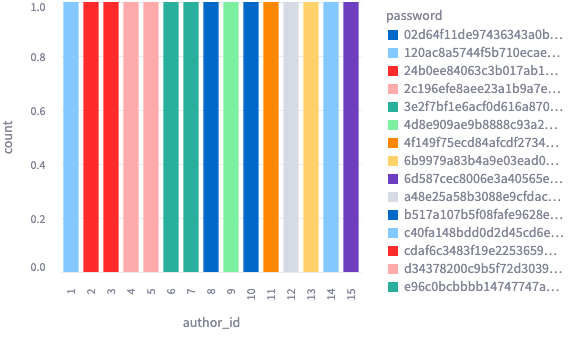 1.0
0.8
0.6
0.4
0.2
0.0
count
1
2
3
4
5
6
7
8
9
10
11
12
13
14
15
author_id
password
02d64f11de97436343a0b...
120ac8a5744f5b710ecae...
24b0ee84063c3b017ab1...
2c196efe8aee23a1b9a7e...
3e2f7bf1e6acf0d616a870...
4d8e909ae9b8888c93a2...
4f149f75ecd84afcdf2734...
6b9979a83b4a9e03ead0...
6d587cec8006e3a40565e...
a48e25a58b3088e9cfdac...
b517a107b5f08fafe9628e...
c40fa148bdd0d2d45cd6e...
cdaf6c3483f19e2253659...
d34378200c9b5f72d3039...
e96c0bcbbbb14747747a...